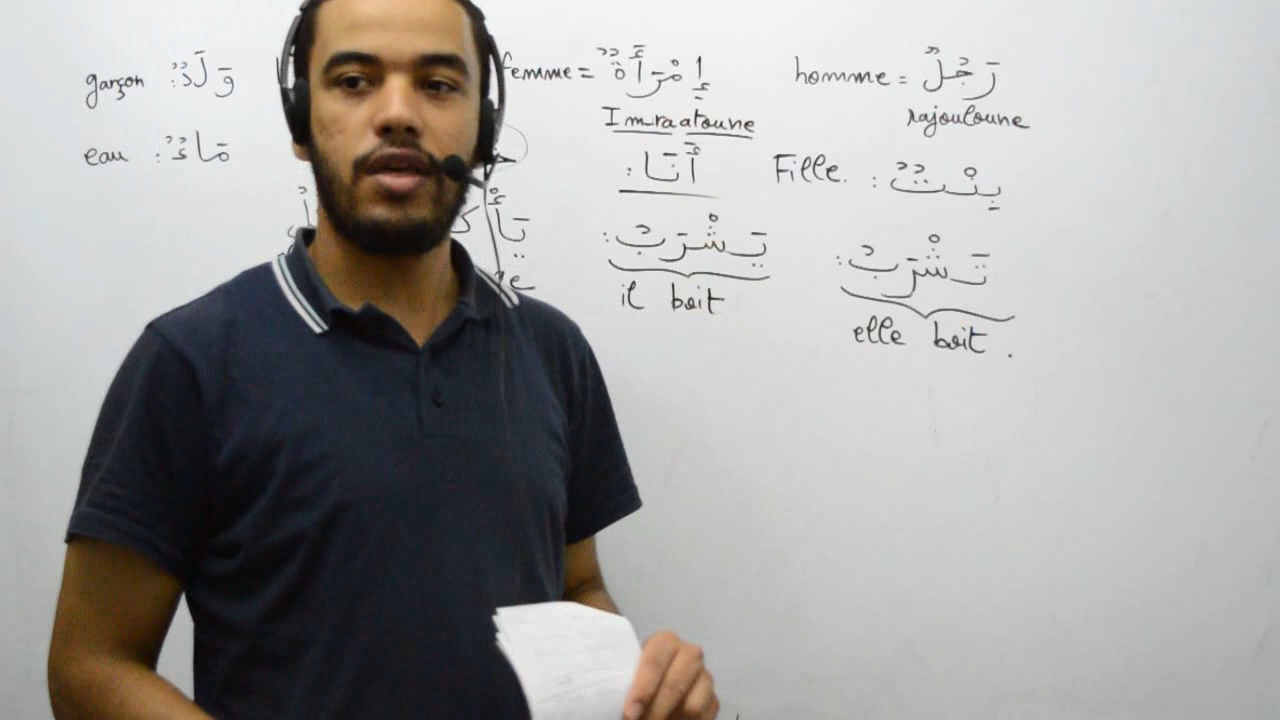 garçon : وَلَدٌ
femme = إِمْرَأَةٌ
homme = رَجُلٌ
Imraatoune
rajouloune
eau : مَاءٌ
أَنَا :
Fille : بِنْتٌ
يَشْرَبُ :
تَشْرَبُ :
il boit
elle boit.